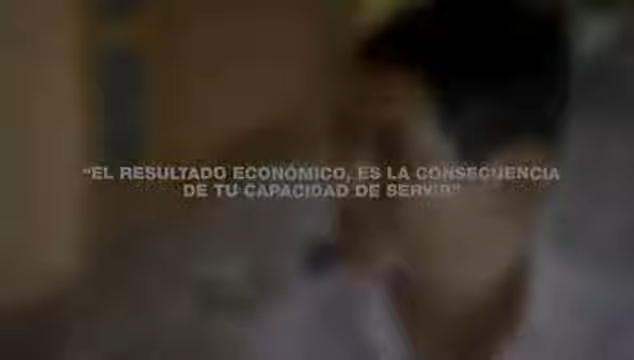 "EL RESULTADO ECONÓMICO, ES LA CONSECUENCIA
DE TU CAPACIDAD DE SERVIR"